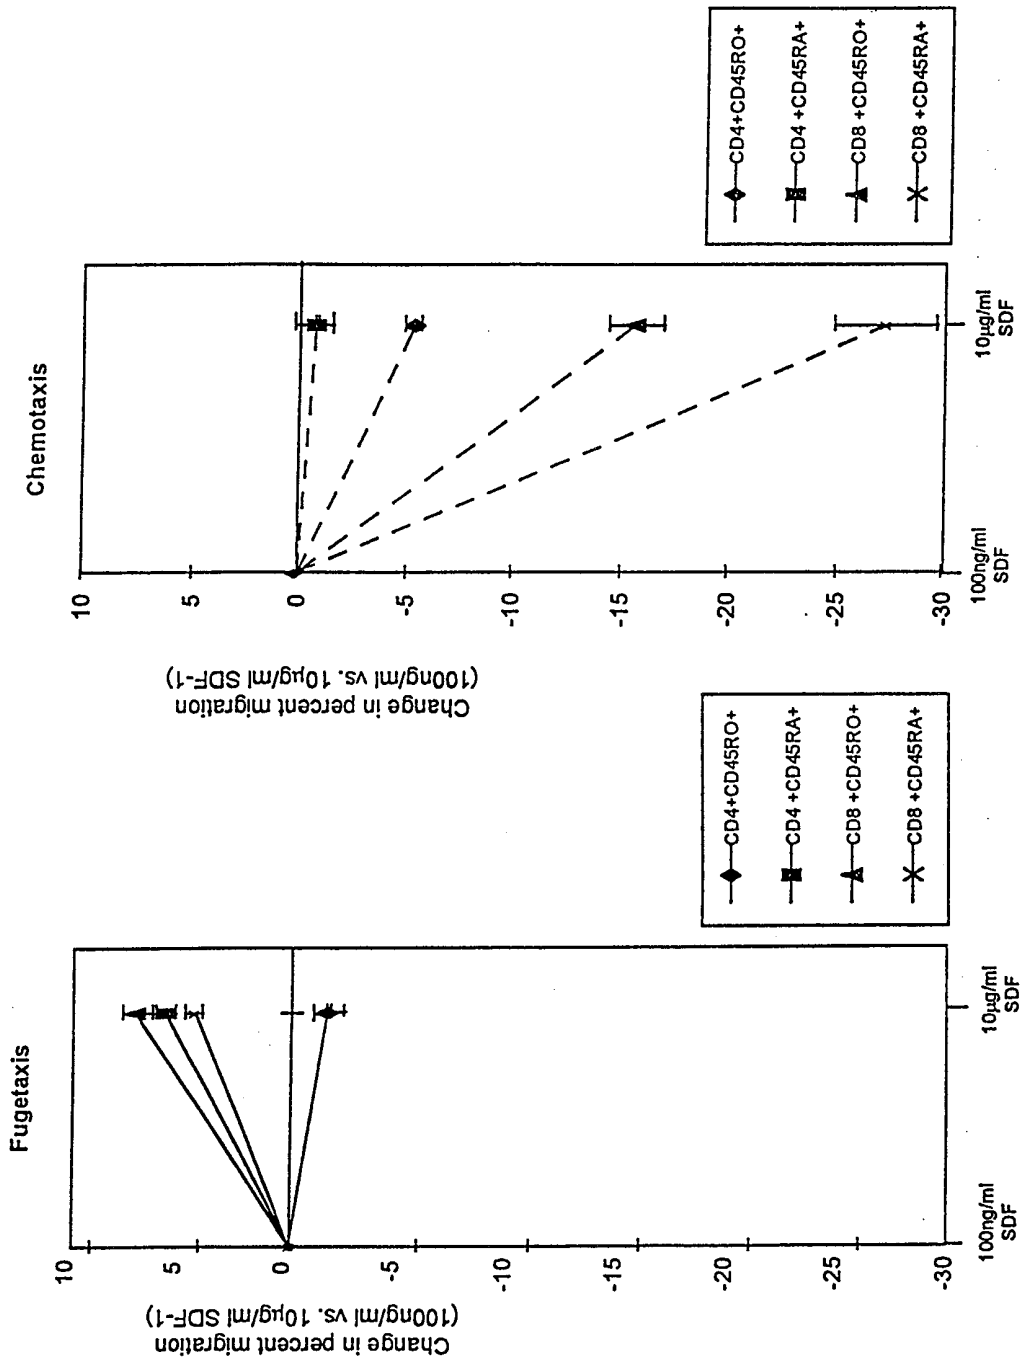 Fugetaxis
Change in percent migration
(100ng/ml vs. 10µg/ml SDF-1)
10
5
0
-5
-10
-15
-20
-25
-30
100ng/ml
SDF
10µg/ml
SDF
CD4+CD45RO+
CD4 +CD45RA+
CD8 +CD45RO+
CD8 +CD45RA+
Chemotaxis
Change in percent migration
(100ng/ml vs. 10µg/ml SDF-1)
10
5
0
-5
-10
-15
-20
-25
-30
100ng/ml
SDF
10µg/ml
SDF
CD4+CD45RO+
CD4 +CD45RA+
CD8 +CD45RO+
CD8 +CD45RA+